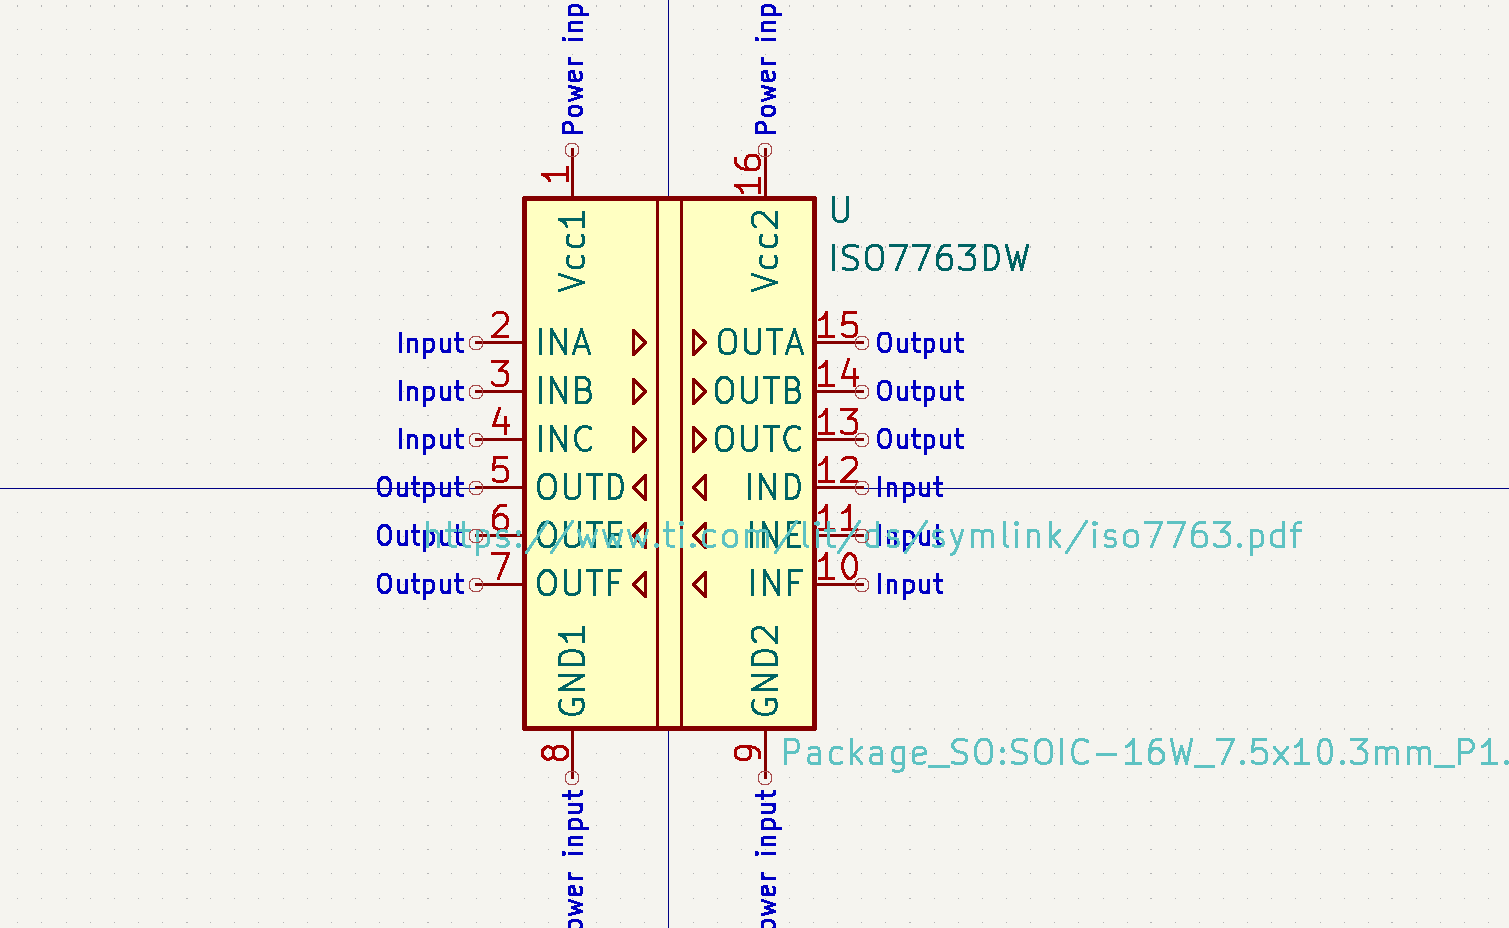 Power inp
Power inp
1
16
Vcc1
Vcc2
U
ISO7763DW
Input 2 INA OUTA 15 Output
Input 3 INB OUTB 14 Output
Input 4 INC OUTC 13 Output
Output 5 OUTD IND 12 Input
Output 6 OUTE INE 11 Input
https://www.ti.com/lit/ds/symlink/iso7763.pdf
Output 7 OUTF INF 10 Input
GND1
GND2
8
9
Package_SO:SOIC-16W_7.5x10.3mm_P1.
ower input
ower input